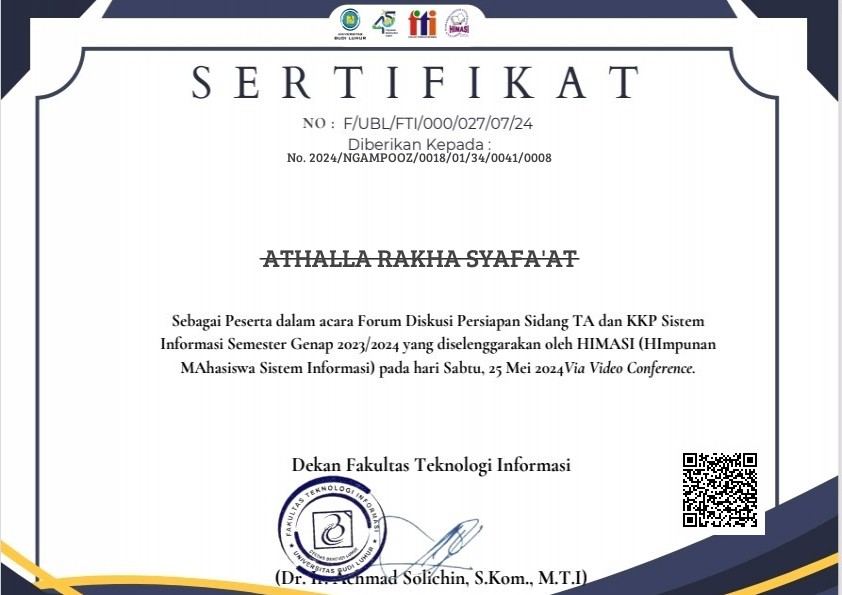 UNIVERSITAS
BUDI LUHUR
45
fti
HIMASI
SERTIFIKAT
NO : F/UBL/FTI/000/027/07/24
Diberikan Kepada :
No. 2024/NGAMPOOZ/0018/01/34/0041/0008
ATHALLA RAKHA SYAFA'AT
Sebagai Peserta dalam acara Forum Diskusi Persiapan Sidang TA dan KKP Sistem
Informasi Semester Genap 2023/2024 yang diselenggarakan oleh HIMASI (HImpunan
MAhasiswa Sistem Informasi) pada hari Sabtu, 25 Mei 2024Via Video Conference.
Dekan Fakultas Teknologi Informasi
FAKULTAS TEKNOLOGI INFORMASI
UNIVERSITAS BUDI LUHUR
(Dr. Ir. Achmad Solichin, S.Kom., M.T.I)